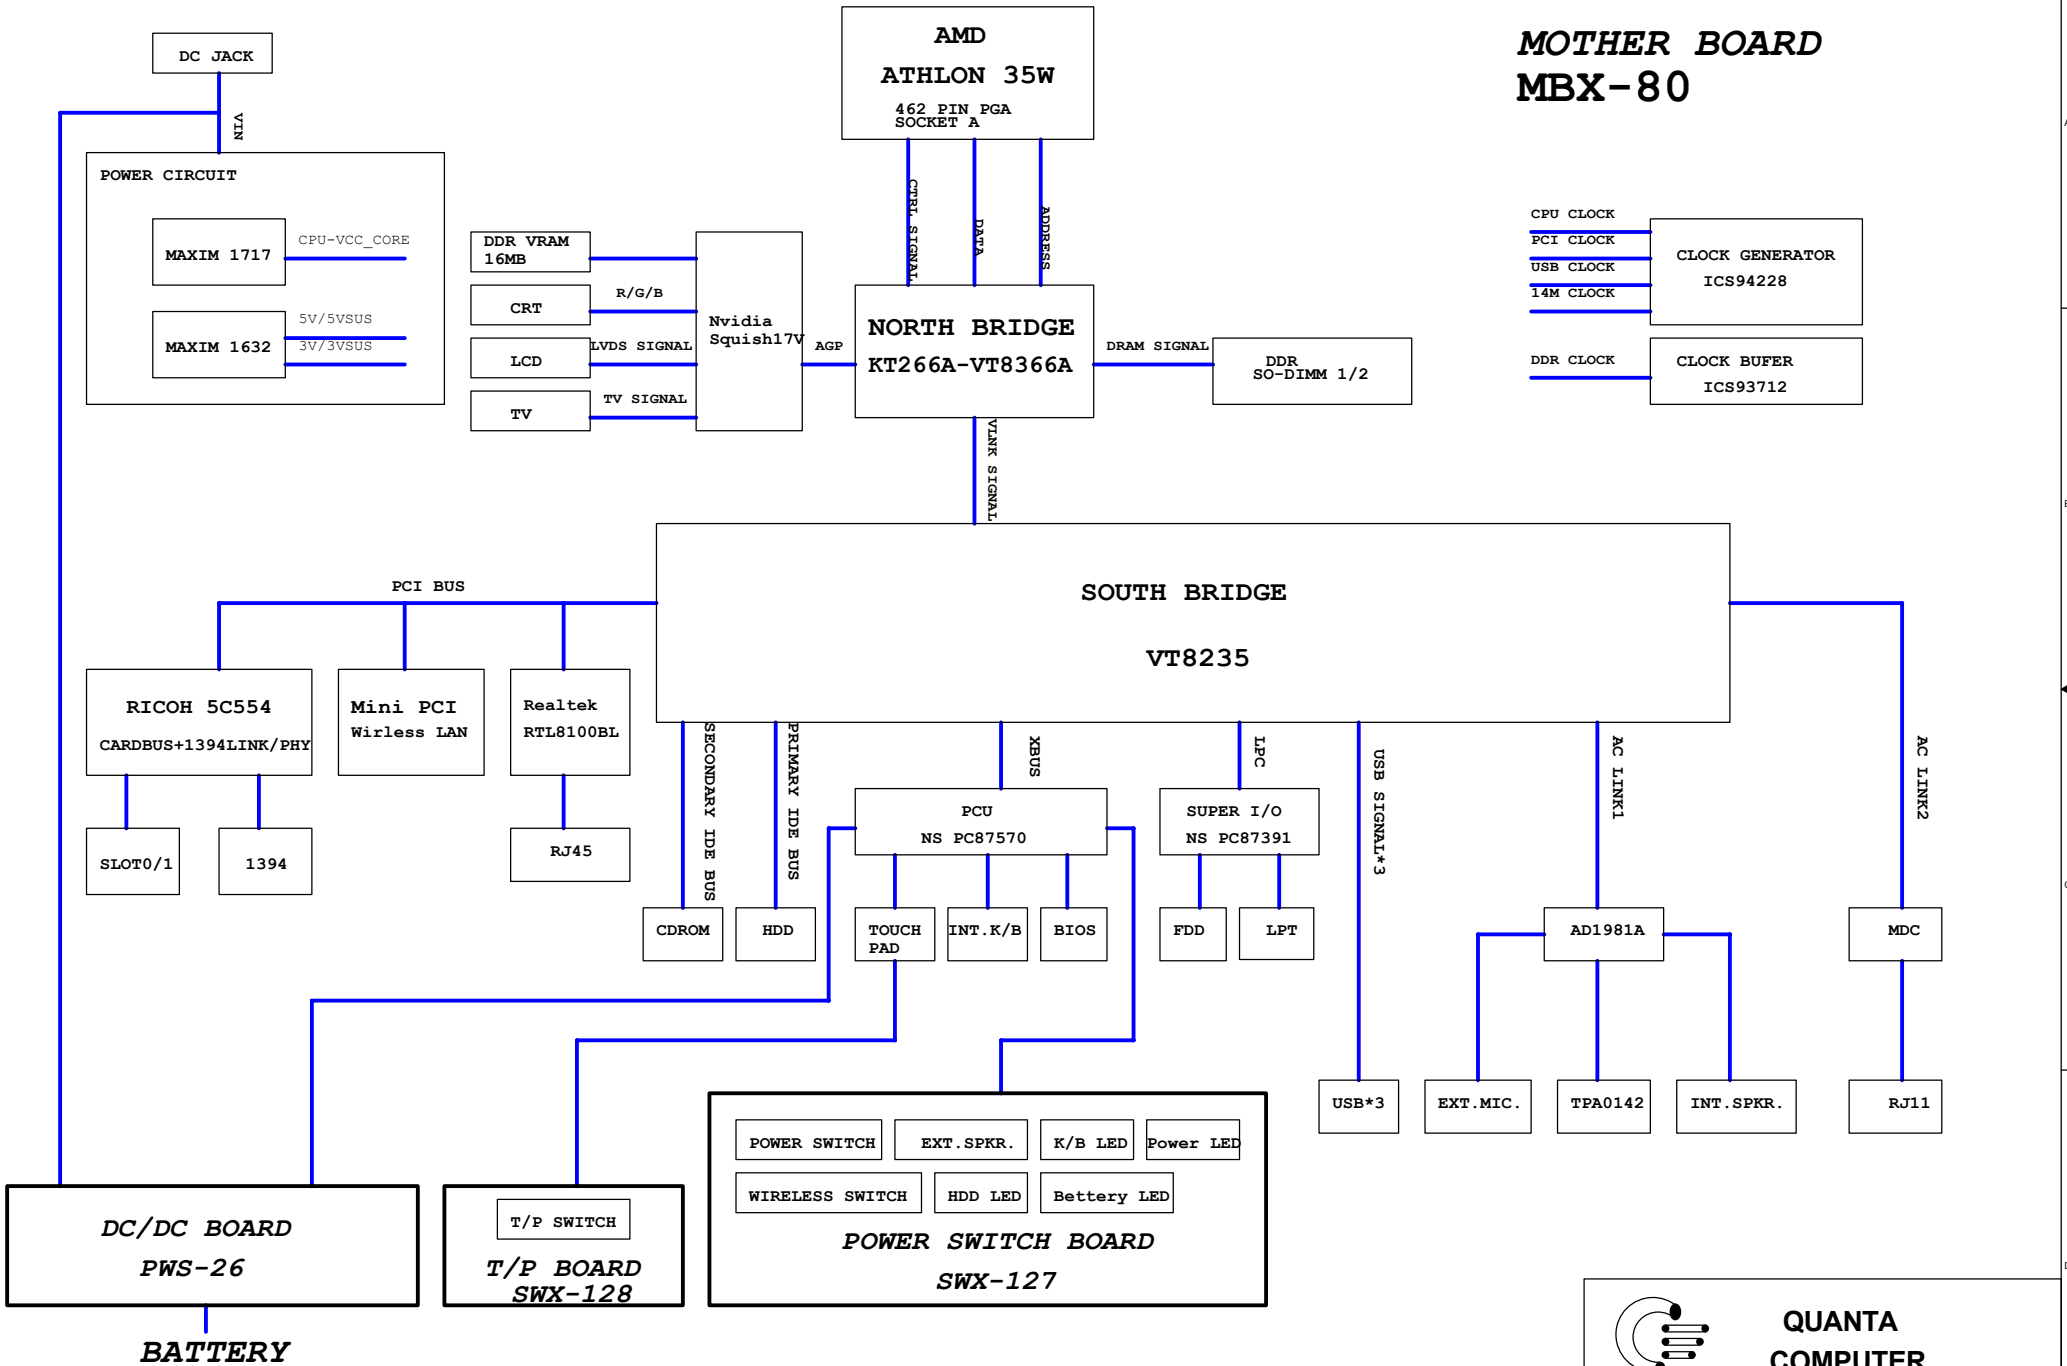 MOTHER BOARD
MBX-80
DC JACK
VIN
POWER CIRCUIT
MAXIM 1717
CPU-VCC_CORE
MAXIM 1632
5V/5VSUS
3V/3VSUS
AMD
ATHLON 35W
462 PIN PGA
SOCKET A
CTRL SIGNAL
DATA
ADDRESS
DDR VRAM
16MB
CRT
R/G/B
LCD
LVDS SIGNAL
TV
TV SIGNAL
Nvidia
Squish17V
AGP
NORTH BRIDGE
KT266A-VT8366A
DRAM SIGNAL
DDR
SO-DIMM 1/2
CPU CLOCK
PCI CLOCK
USB CLOCK
14M CLOCK
CLOCK GENERATOR
ICS94228
DDR CLOCK
CLOCK BUFER
ICS93712
VLNK SIGNAL
PCI BUS
SOUTH BRIDGE
VT8235
RICOH 5C554
CARDBUS+1394LINK/PHY
Mini PCI
Wirless LAN
Realtek
RTL8100BL
SLOT0/1
1394
RJ45
SECONDARY IDE BUS
PRIMARY IDE BUS
XBUS
LPC
USB SIGNAL*3
AC LINK1
AC LINK2
PCU
NS PC87570
SUPER I/O
NS PC87391
CDROM
HDD
TOUCH
PAD
INT.K/B
BIOS
FDD
LPT
AD1981A
MDC
USB*3
EXT.MIC.
TPA0142
INT.SPKR.
RJ11
POWER SWITCH
EXT.SPKR.
K/B LED
Power LED
WIRELESS SWITCH
HDD LED
Bettery LED
POWER SWITCH BOARD
SWX-127
T/P SWITCH
T/P BOARD
SWX-128
DC/DC BOARD
PWS-26
BATTERY
QUANTA
COMPUTER